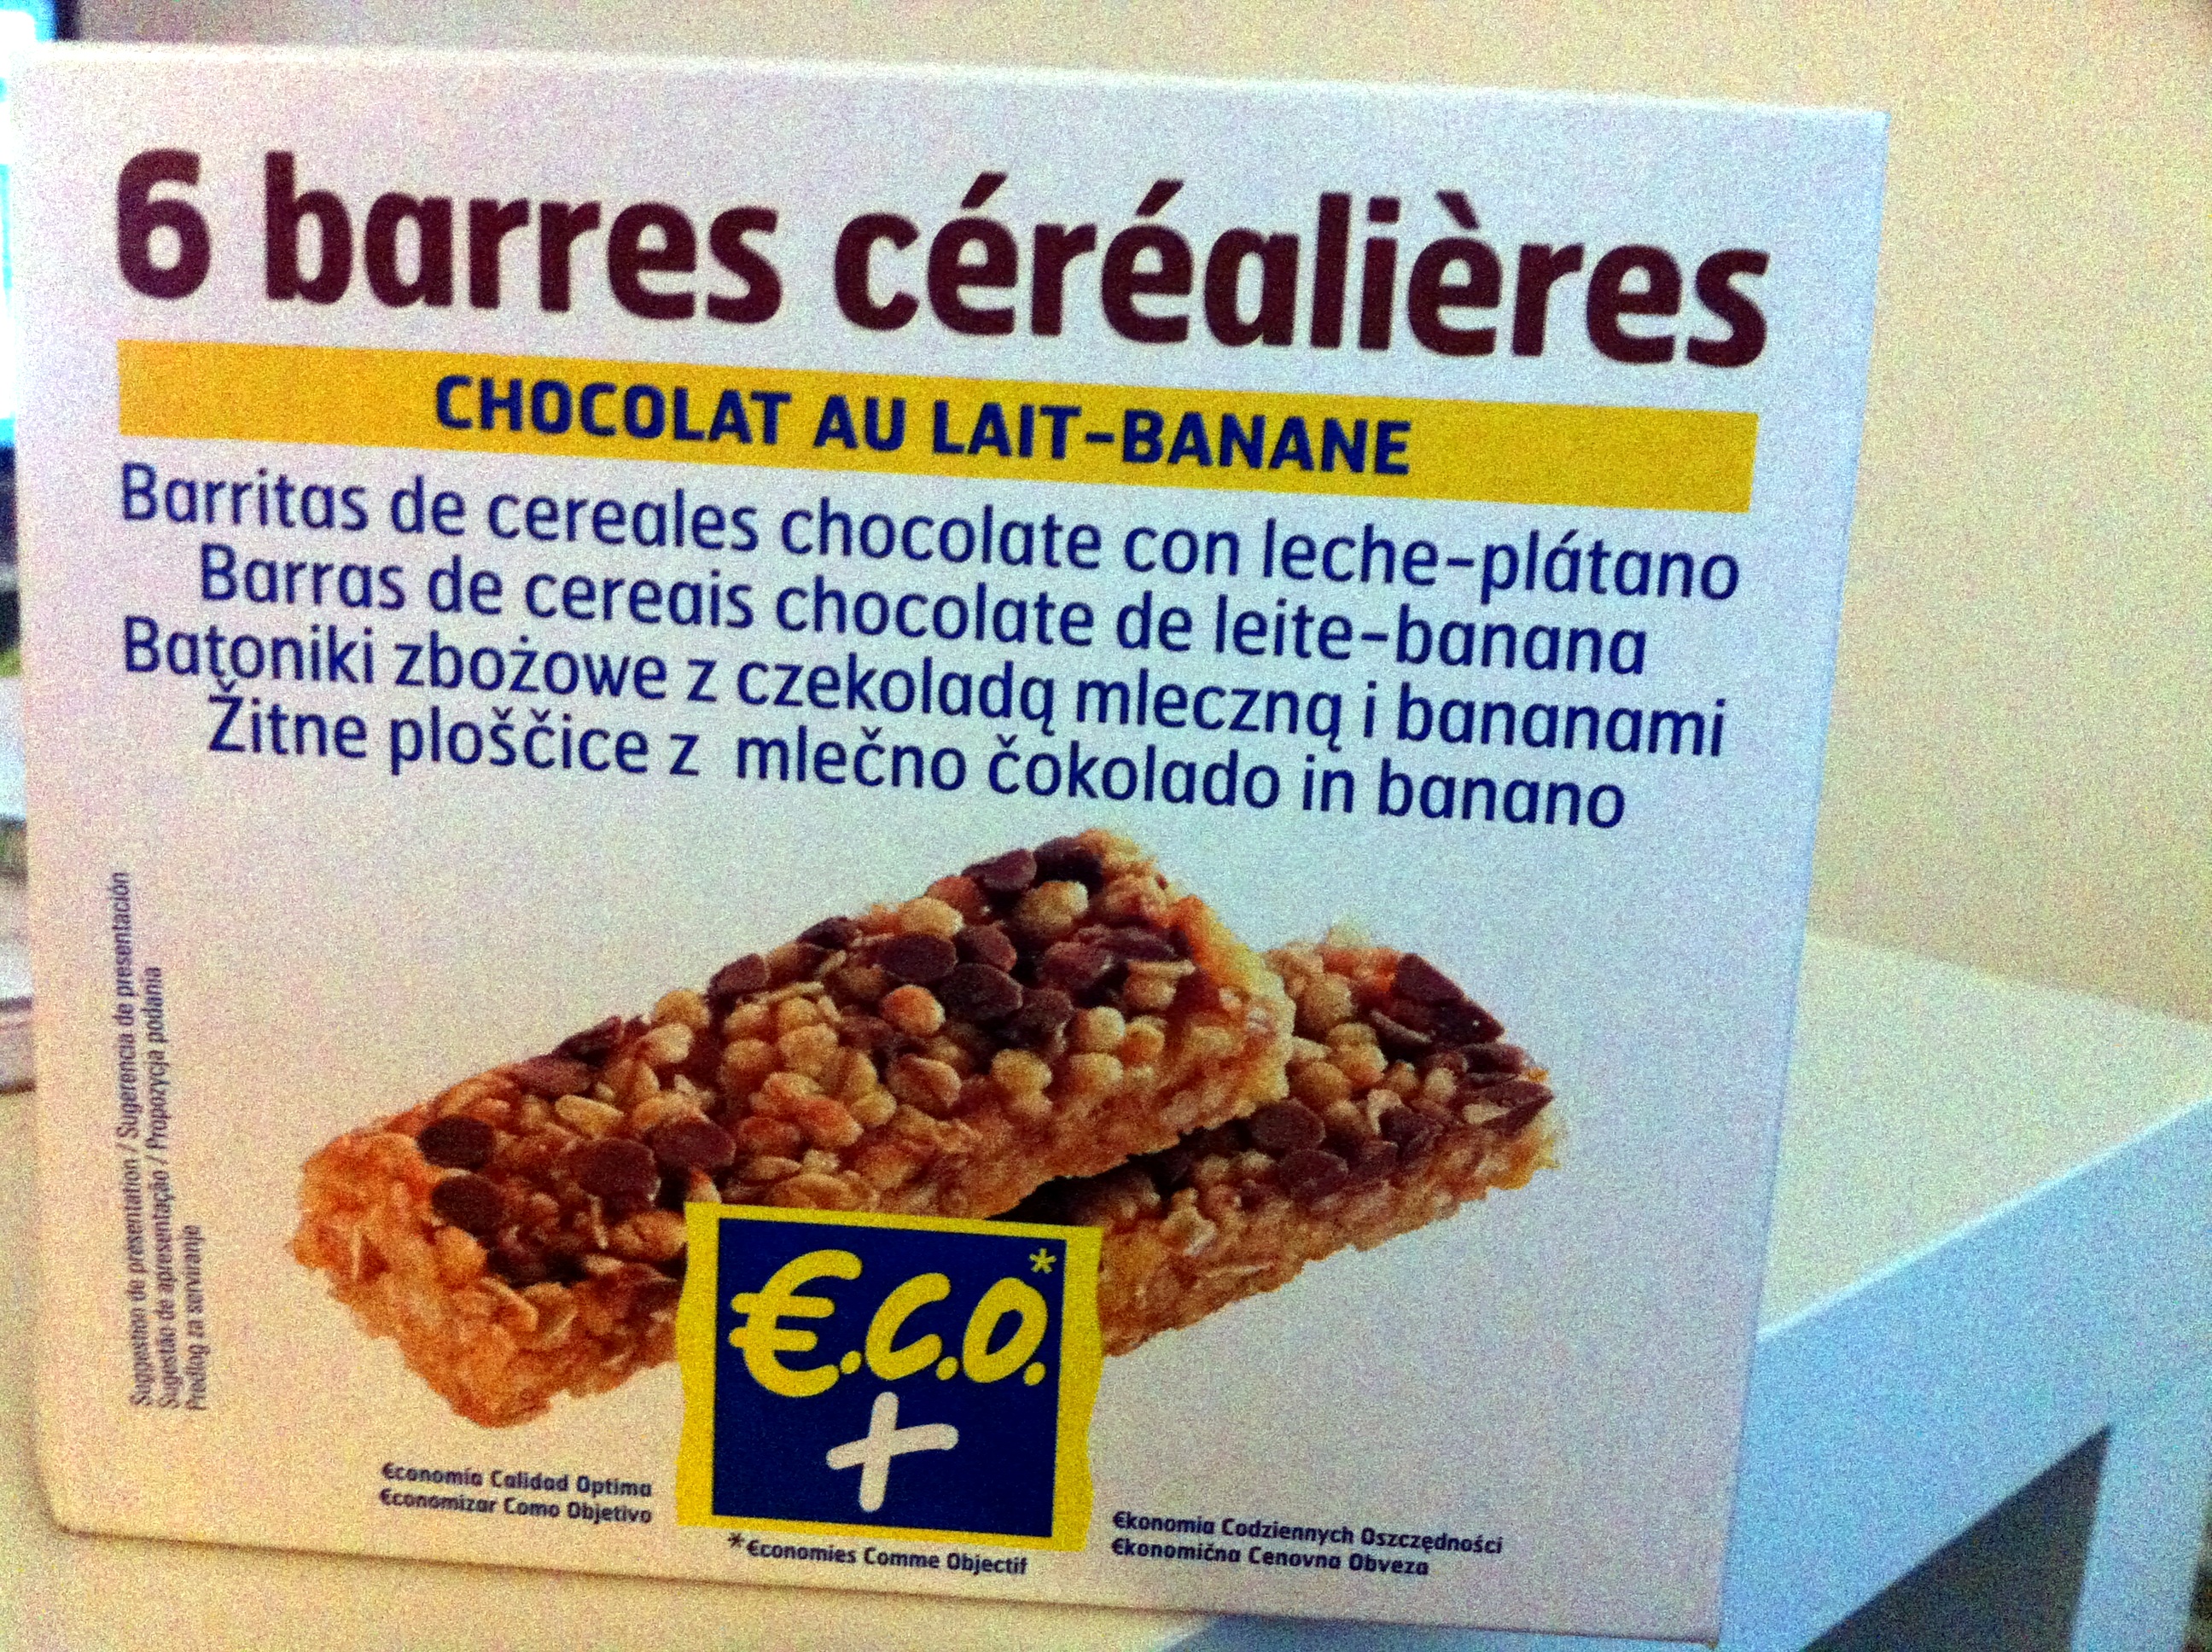 6 barres céréalières
CHOCOLAT AU LAIT-BANANE
Barritas de cereales chocolate con leche-plátano
Barras de cereais chocolate de leite-banana
Batoniki zbożowe z czekoladą mleczną i bananami
Žitne ploščice z mlečno čokolado in banano
Suggestion de présentation / Sugerencia de presentación
Sugestão de apresentação / Propozycja podania
Predlog za serviranje
€.C.O.*
+
€conomía Calidad Optima
€conomizar Como Objetivo
*€conomies Comme Objectif
€konomia Codziennych Oszczędności
€konomična Cenovna Obveza